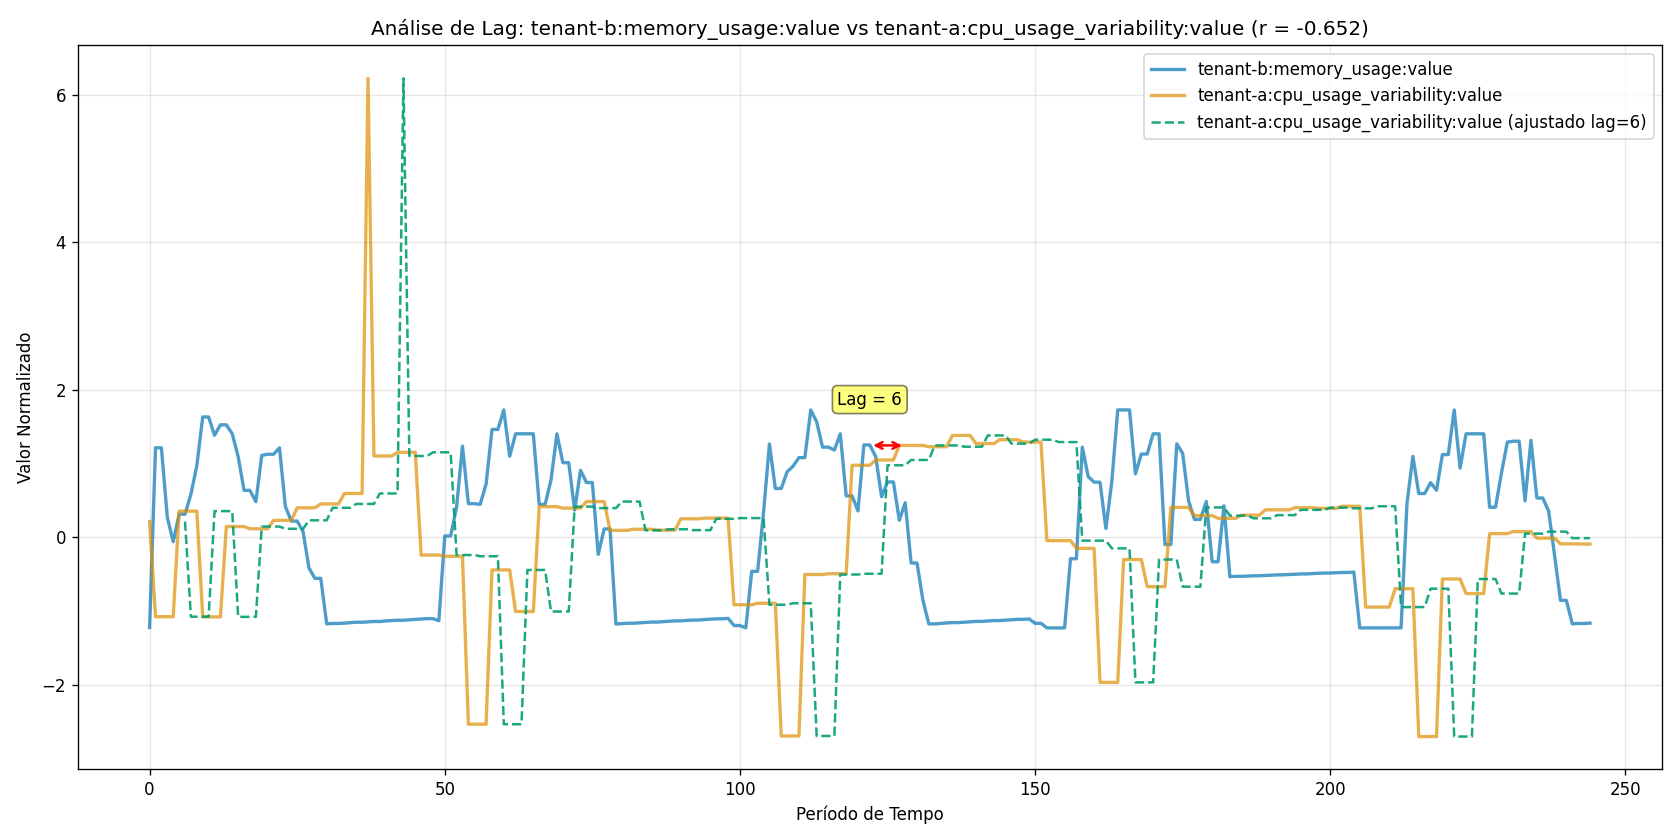 Análise de Lag: tenant-b:memory_usage:value vs tenant-a:cpu_usage_variability:value (r = -0.652)
tenant-b:memory_usage:value
tenant-a:cpu_usage_variability:value
tenant-a:cpu_usage_variability:value (ajustado lag=6)
Valor Normalizado
6
4
2
0
−2
Lag = 6
0
50
100
150
200
250
Período de Tempo